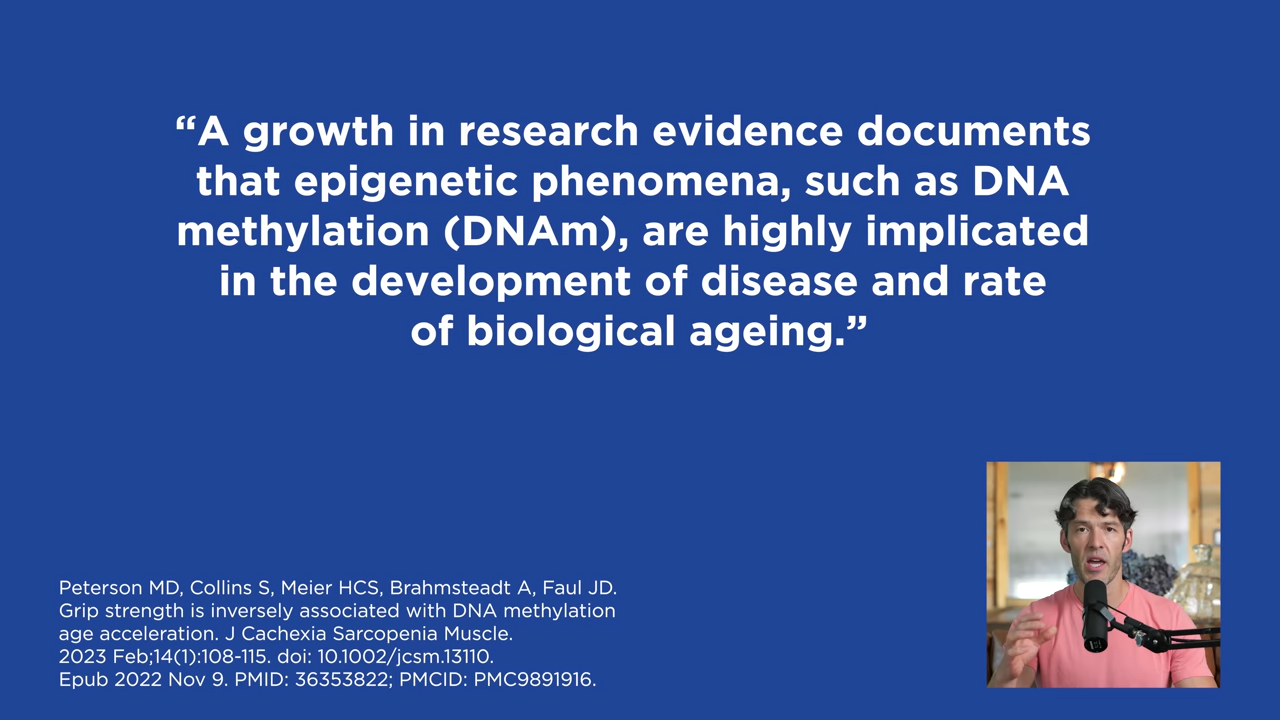 “A growth in research evidence documents
that epigenetic phenomena, such as DNA
methylation (DNAm), are highly implicated
in the development of disease and rate
of biological ageing.”
Peterson MD, Collins S, Meier HCS, Brahmsteadt A, Faul JD.
Grip strength is inversely associated with DNA methylation
age acceleration. J Cachexia Sarcopenia Muscle.
2023 Feb;14(1):108-115. doi: 10.1002/jcsm.13110.
Epub 2022 Nov 9. PMID: 36353822; PMCID: PMC9891916.